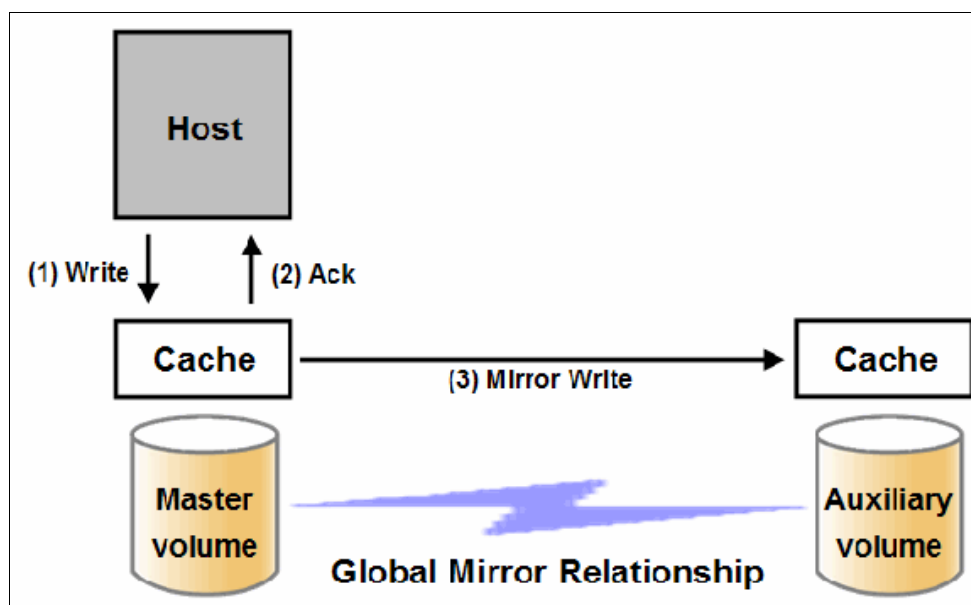 Host
(1) Write
(2) Ack
Cache
(3) Mirror Write
Cache
Master
volume
Auxiliary
volume
Global Mirror Relationship